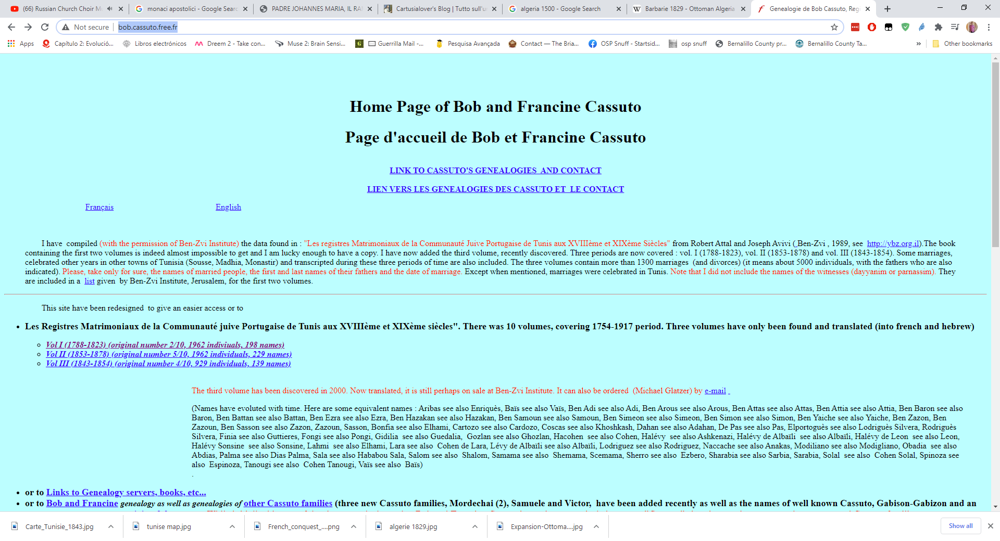 (66) Russian Church Choir M
monaci apostolici - Google Sear
PADRE JOHANNES MARIA, IL RA
Cartusialover's Blog | Tutto sull'u
algeria 1500 - Google Search
Barbarie 1829 - Ottoman Algeria
Genealogie de Bob Cassuto, Reg
Not secure
bob.cassuto.free.fr
Apps
Capítulo 2: Evolució...
Libros electrónicos
Dreem 2 - Take con...
Muse 2: Brain Sensi...
Guerrilla Mail -...
Pesquisa Avançada
Contact — The Bria...
OSP Snuff - Startsid...
osp snuff
Bernalillo County pr...
Bernalillo County Ta...
»
Other bookmarks
Home Page of Bob and Francine Cassuto
Page d'accueil de Bob et Francine Cassuto
LINK TO CASSUTO'S GENEALOGIES AND CONTACT
LIEN VERS LES GENEALOGIES DES CASSUTO ET LE CONTACT
Français English
I have compiled (with the permission of Ben-Zvi Institute) the data found in : "Les registres Matrimoniaux de la Communauté Juive Portugaise de Tunis aux XVIIIème et XIXème Siècles" from Robert Attal and Joseph Avivi ( Ben-Zvi , 1989, see http://ybz.org.il).The book
containing the first two volumes is indeed almost impossible to get and I am lucky enough to have a copy. I have now added the third volume, recently discovered. Three periods are now covered : vol. I (1788-1823), vol. II (1853-1878) and vol. III (1843-1854). Some marriages,
celebrated other years in other towns of Tunisia (Sousse, Madhia, Monastir) and transcripted during these three periods of time are also included. The three volumes contain more than 1300 marriages (and divorces) (it means about 5000 individuals, with the fathers who are also
indicated). Please, take only for sure, the names of married people, the first and last names of their fathers and the date of marriage. Except when mentioned, marriages were celebrated in Tunis. Note that I did not include the names of the witnesses (dayyanim or parnassim). They
are included in a list given by Ben-Zvi Institute, Jerusalem, for the first two volumes.
This site have been redesigned to give an easier access or to
• Les Registres Matrimoniaux de la Communauté juive Portugaise de Tunis aux XVIIIème et XIXème siècles". There was 10 volumes, covering 1754-1917 period. Three volumes have only been found and translated (into french and hebrew)
Vol I (1788-1823) (original number 2/10, 1962 indiviuals, 198 names)
Vol II (1853-1878) (original number 5/10, 1962 individuals, 229 names)
Vol III (1843-1854) (original number 4/10, 929 individuals, 139 names)
The third volume has been discovered in 2000. Now translated, it is still perhaps on sale at Ben-Zvi Institute. It can also be ordered (Michael Glatzer) by e-mail
(Names have evoluted with time. Here are some equivalent names : Aribas see also Enriquès, Baïs see also Vaïs, Ben Adi see also Adi, Ben Arous see also Arous, Ben Attas see also Attas, Ben Attia see also Attia, Ben Baron see also
Baron, Ben Battan see also Battan, Ben Ezra see also Ezra, Ben Hazakan see also Hazakan, Ben Samoun see also Samoun, Ben Simeon see also Simeon, Ben Simon see also Simon, Ben Yaiche see also Yaiche, Ben Zazon, Ben
Zazoun, Ben Sasson see also Zazon, Zazoun, Sasson, Bonfia see also Elhami, Cartozo see also Cardozo, Coscas see also Khoshkash, Dahan see also Adahan, De Pas see also Pas, Elportoguès see also Lodriguès Silvera, Rodriguès
Silvera, Finia see also Guttieres, Fongi see also Pongi, Gidilia see also Guedalia, Gozlan see also Ghozlan, Hacohen see also Cohen, Halévy see also Ashkenazi, Halévy de Albaïli see also Albaïli, Halévy de Leon see also Leon,
Halévy Sonsine see also Sonsine, Lahmi see also Elhami, Lara see also Cohen de Lara, Lévy de Albaïli see also Albaïli, Lodriguez see also Rodriguez, Naccache see also Anakas, Modiliano see also Modigliano, Obadia see also
Abdias, Palma see also Dias Palma, Sala see also Hababou Sala, Salom see also Shalom, Samama see also Shemama, Scemama, Sherro see also Ezbero, Sharabia see also Sarbia, Sarabia, Solal see also Cohen Solal, Spinoza see
also Espinoza, Tanougi see also Cohen Tanougi, Vaïs see also Baïs)
.
• or to Links to Genealogy servers, books, etc...
• or to Bob and Francine genealogy as well as genealogies of other Cassuto families (three new Cassuto families, Mordechai (2), Samuele and Victor, have been added recently as well as the names of well known Cassuto, Gabison-Gabizon and an
Carte_Tunisie_1843.jpg
tunise map.jpg
French_conquest_....png
algerie 1829.jpg
Expansion-Ottoma....jpg
Show all